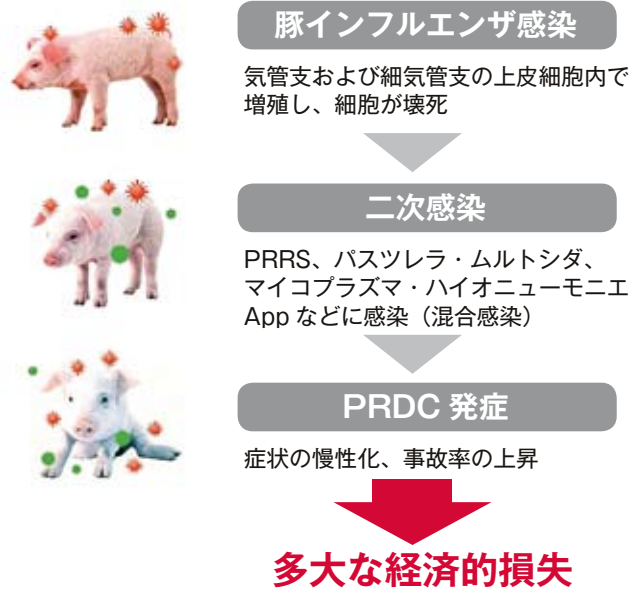 豚インフルエンザ感染
気管支および細気管支の上皮細胞内で
増殖し、細胞が壊死
二次感染
PRRS、パスツレラ・ムルトシダ、
マイコプラズマ・ハイオニューモニエ
App などに感染（混合感染）
PRDC 発症
症状の慢性化、事故率の上昇
多大な経済的損失